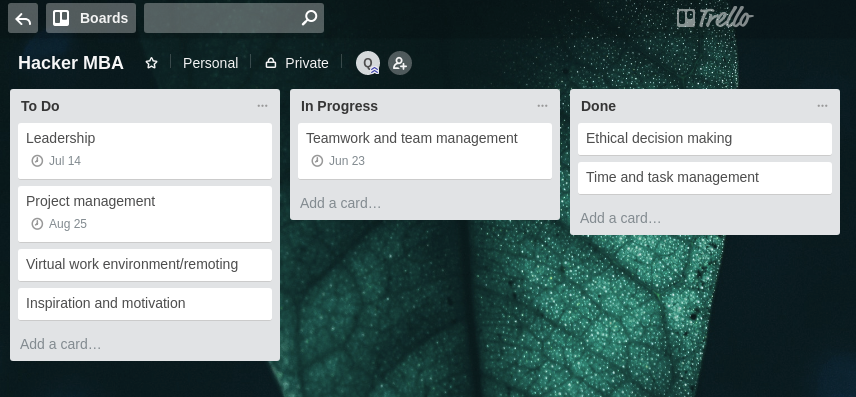 Boards
Trello
Hacker MBA
Personal
Private
Q
To Do
Leadership
Jul 14
Project management
Aug 25
Virtual work environment/remoting
Inspiration and motivation
Add a card…
In Progress
Teamwork and team management
Jun 23
Add a card…
Done
Ethical decision making
Time and task management
Add a card…